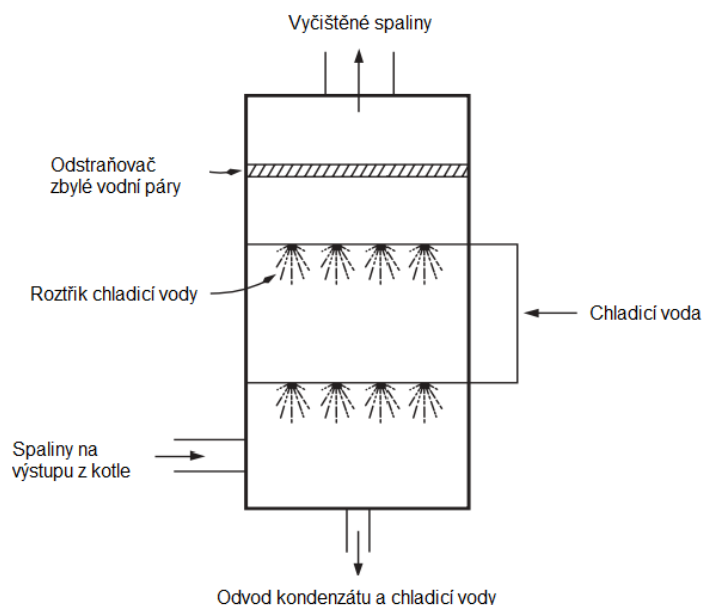 Vyčištěné spaliny
Odstraňovač
zbylé vodní páry
Roztřik chladicí vody
Chladicí voda
Spaliny na
výstupu z kotle
Odvod kondenzátu a chladicí vody